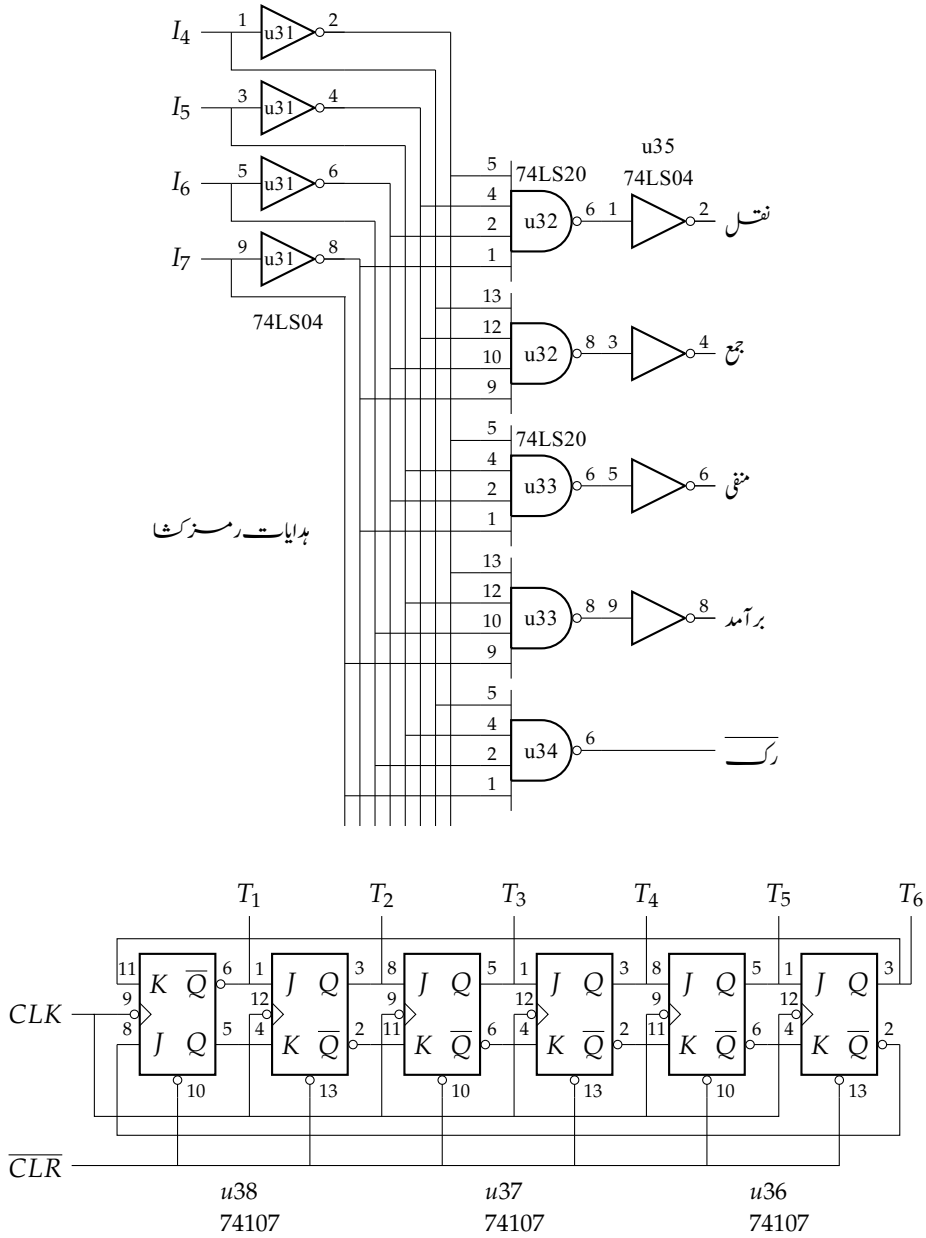 I4 1 u31 2
I5 3 u31 4
I6 5 u31 6
I7 9 u31 8
74LS04
74LS20
u35
74LS04
5
4
2
1
u32
6 1 2
نقل
13
12
10
9
u32
8 3 4
جمع
74LS20
5
4
2
1
u33
6 5 6
منفی
ہدایات رمز کشا
13
12
10
9
u33
8 9 8
برآمد
5
4
2
1
u34
6
رک
T1 T2 T3 T4 T5 T6
11 K Q 6 1 J Q 3 8 J Q 5 1 J Q 3 8 J Q 5 1 J Q 3
CLK 9 12 9 12 9 12
8 J Q 5 4 K Q 2 11 K Q 6 4 K Q 2 11 K Q 6 4 K Q 2
10 13 10 13 10 13
CLR
u38 u37 u36
74107 74107 74107